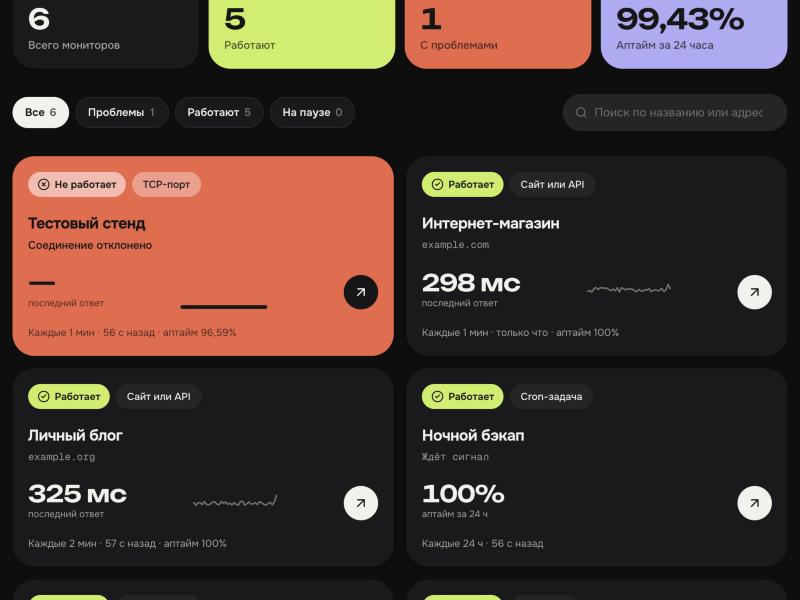 6
Всего мониторов
5
Работают
1
С проблемами
99,43%
Аптайм за 24 часа
Все 6
Проблемы 1
Работают 5
На паузе 0
Поиск по названию или адрес
Не работает
TCP-порт
Тестовый стенд
Соединение отклонено
—
последний ответ
Каждые 1 мин · 56 с назад · аптайм 96,59%
Работает
Сайт или API
Интернет-магазин
example.com
298 мс
последний ответ
Каждые 1 мин · только что · аптайм 100%
Работает
Сайт или API
Личный блог
example.org
325 мс
последний ответ
Каждые 2 мин · 57 с назад · аптайм 100%
Работает
Cron-задача
Ночной бэкап
Ждёт сигнал
100%
аптайм за 24 ч
Каждые 24 ч · 56 с назад